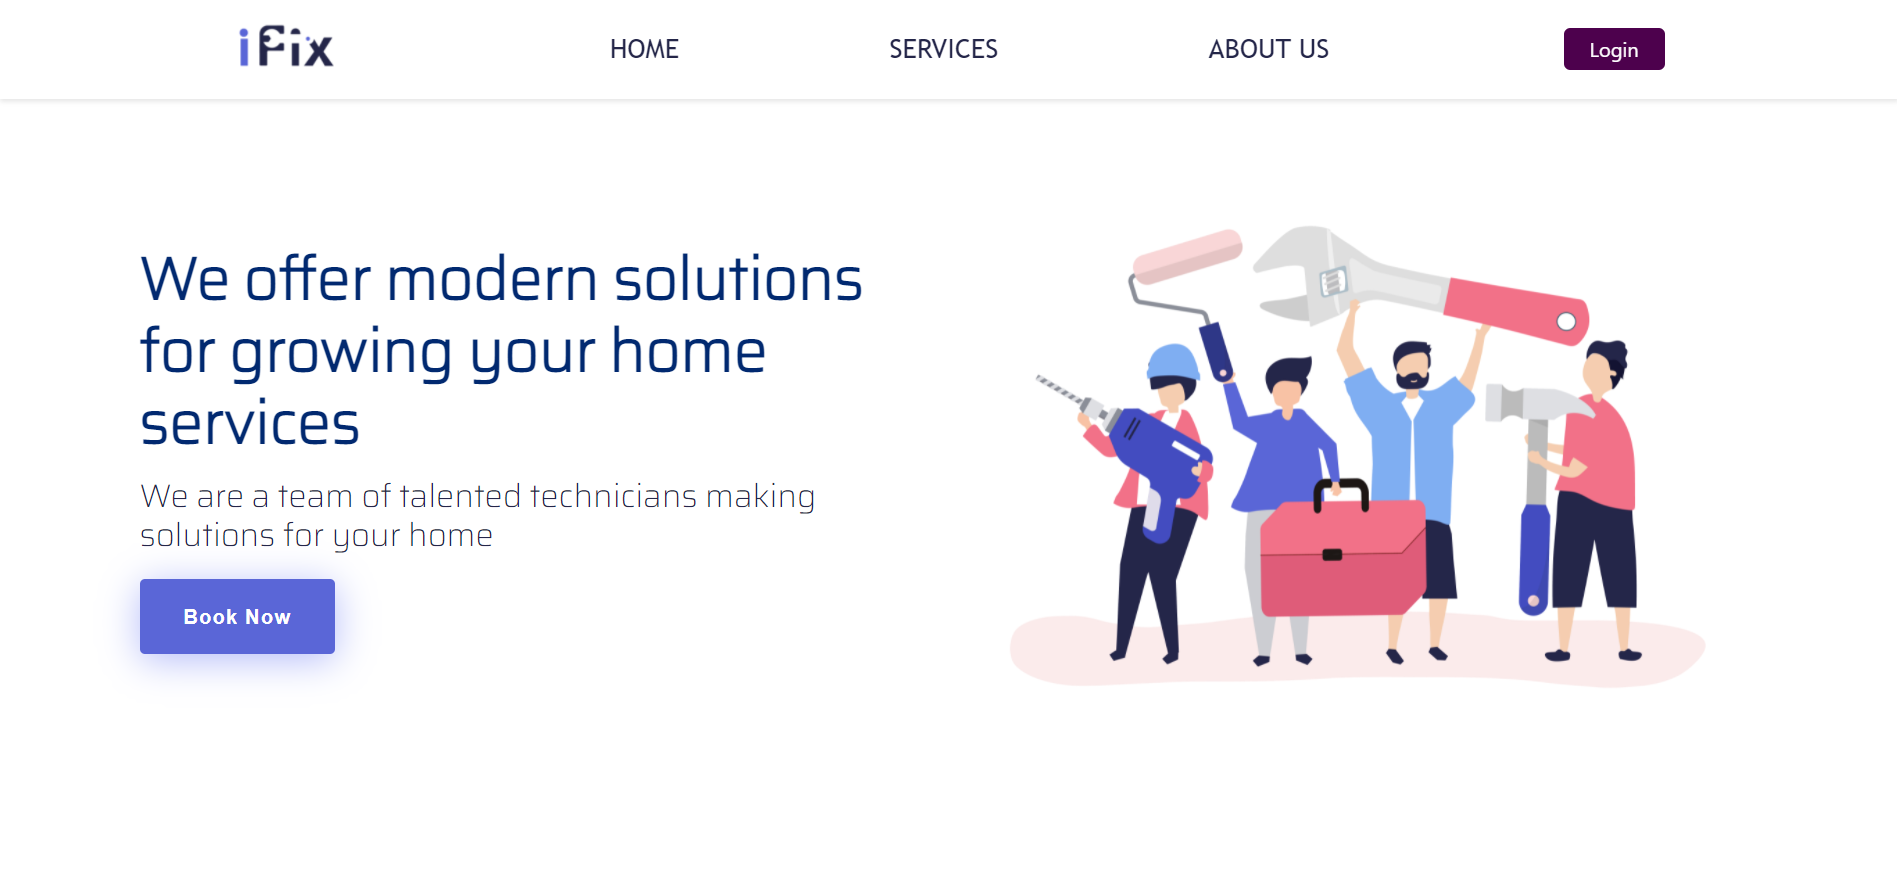 iFix
HOME
SERVICES
ABOUT US
Login
We offer modern solutions
for growing your home
services
We are a team of talented technicians making
solutions for your home
Book Now